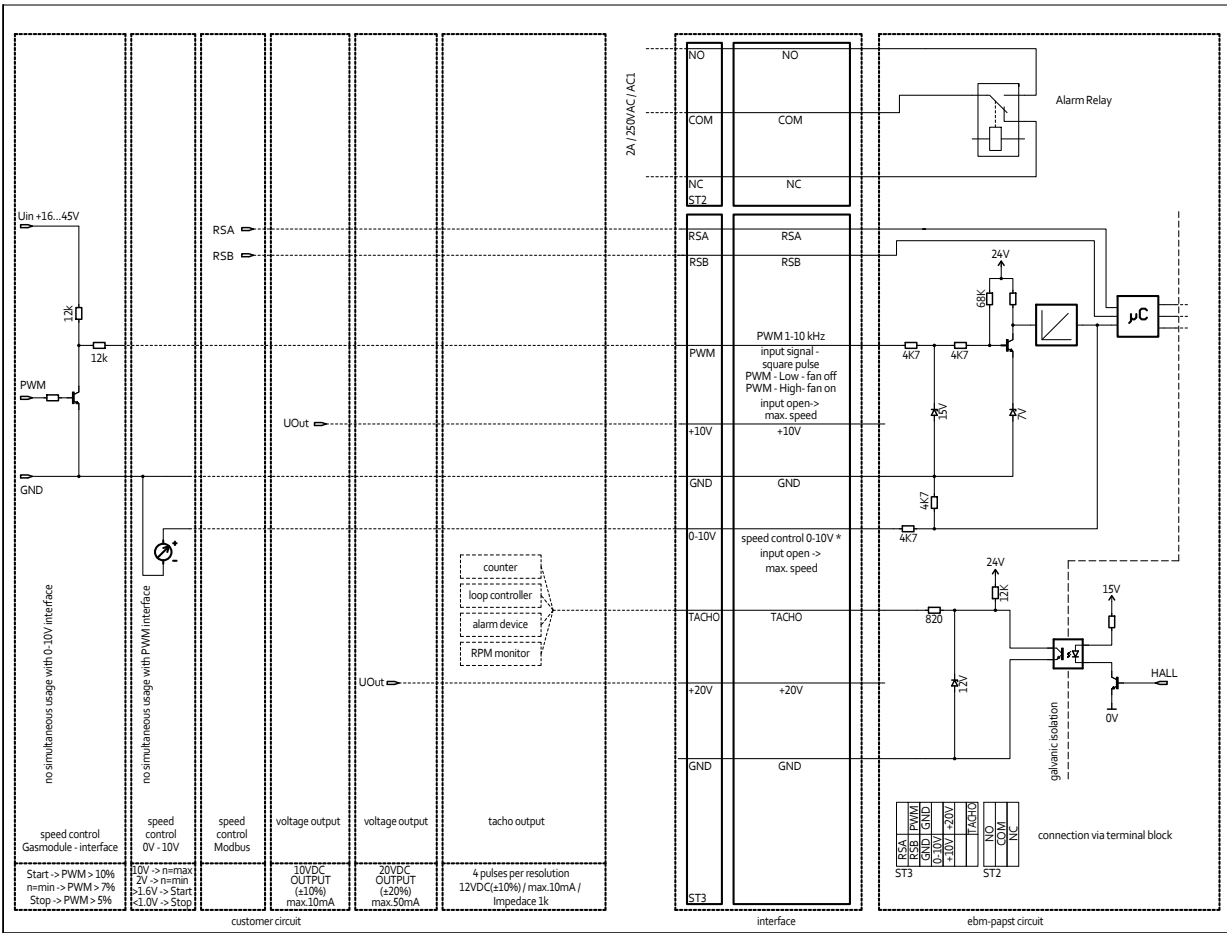 2A / 250VAC / AC1
NO
NO
COM
COM
NC
NC
ST2
Alarm Relay
Uin +16...45V
12k
12k
PWM
GND
no simultaneous usage with 0-10V interface
speed control
Gasmodule - interface
Start -> PWM > 10%
n=min -> PWM > 7%
Stop -> PWM > 5%
+
-
no simultaneous usage with PWM interface
speed
control
0V - 10V
10V -> n=max
2V -> n=min
>1.6V -> Start
<1.0V -> Stop
RSA
RSB
speed
control
Modbus
UOut
voltage output
10VDC
OUTPUT
(±10%)
max.10mA
UOut
voltage output
20VDC
OUTPUT
(±20%)
max.50mA
counter
loop controller
alarm device
RPM monitor
tacho output
4 pulses per resolution
12VDC(±10%) / max.10mA /
Impedace 1k
customer circuit
RSA
RSA
RSB
RSB
PWM
PWM 1-10 kHz
input signal -
square pulse
PWM - Low - fan off
PWM - High- fan on
input open->
max. speed
+10V
+10V
GND
GND
0-10V
speed control 0-10V *
input open ->
max. speed
TACHO
TACHO
+20V
+20V
GND
GND
ST3
interface
24V
68K
µC
4K7
4K7
15V
7V
4K7
4K7
24V
12K
820
12V
15V
HALL
0V
galvanic isolation
RSA
RSB PWM
GND GND
0-10V
+10V +20V
TACHO
ST3
NO
COM
NC
ST2
connection via terminal block
ebm-papst circuit